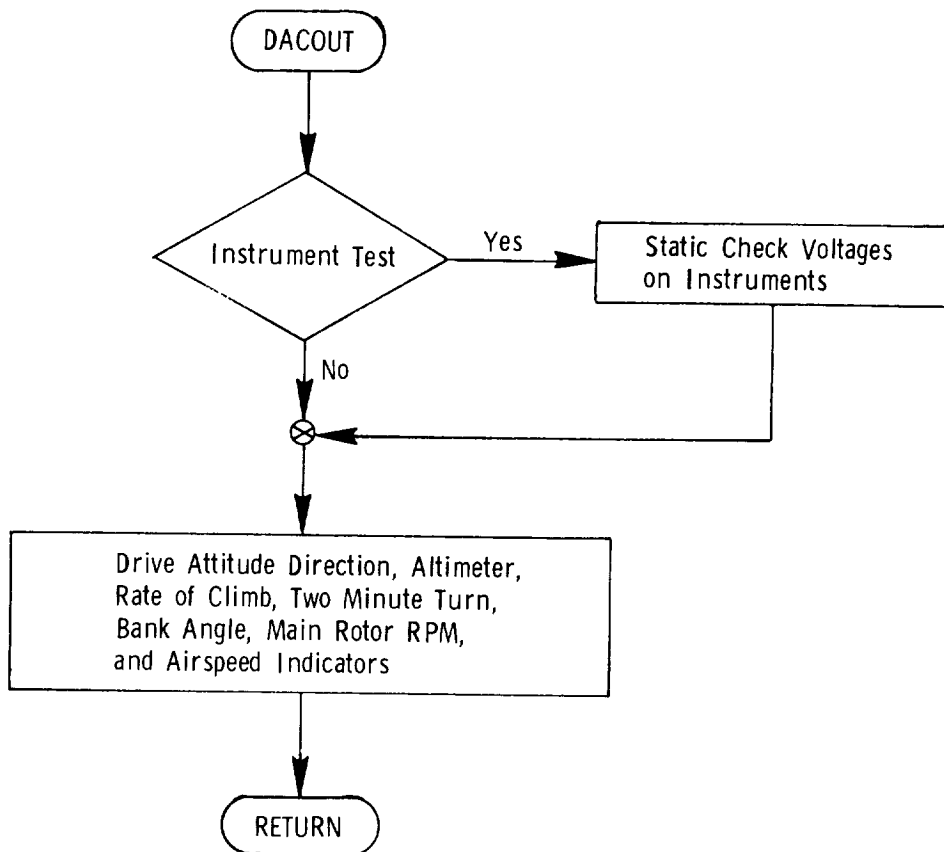 DACOUT
Instrument Test
Yes
Static Check Voltages
on Instruments
No
Drive Attitude Direction, Altimeter,
Rate of Climb, Two Minute Turn,
Bank Angle, Main Rotor RPM,
and Airspeed Indicators
RETURN